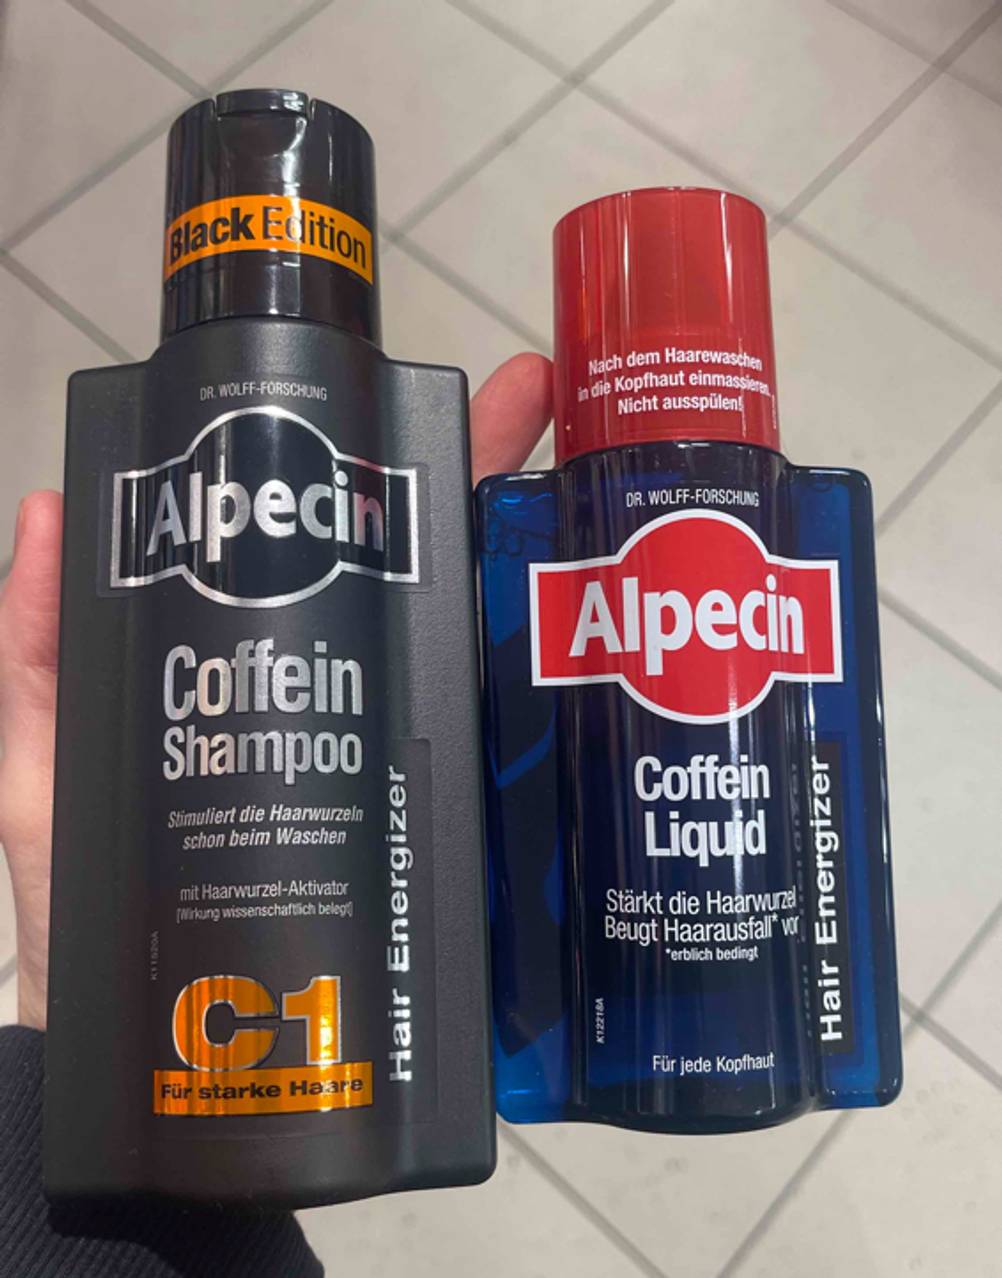 Black Edition
DR. WOLFF-FORSCHUNG
Alpecin
Coffein
Shampoo
Stimuliert die Haarwurzeln
schon beim Waschen
mit Haarwurzel-Aktivator
[Wirkung wissenschaftlich belegt]
K11520A
Hair Energizer
C1
Für starke Haare
Nach dem Haarewaschen
in die Kopfhaut einmassieren.
Nicht ausspülen!
DR. WOLFF-FORSCHUNG
Alpecin
Coffein
Liquid
Stärkt die Haarwurzel
Beugt Haarausfall* vor
*erblich bedingt
K12218A
Hair Energizer
Für jede Kopfhaut